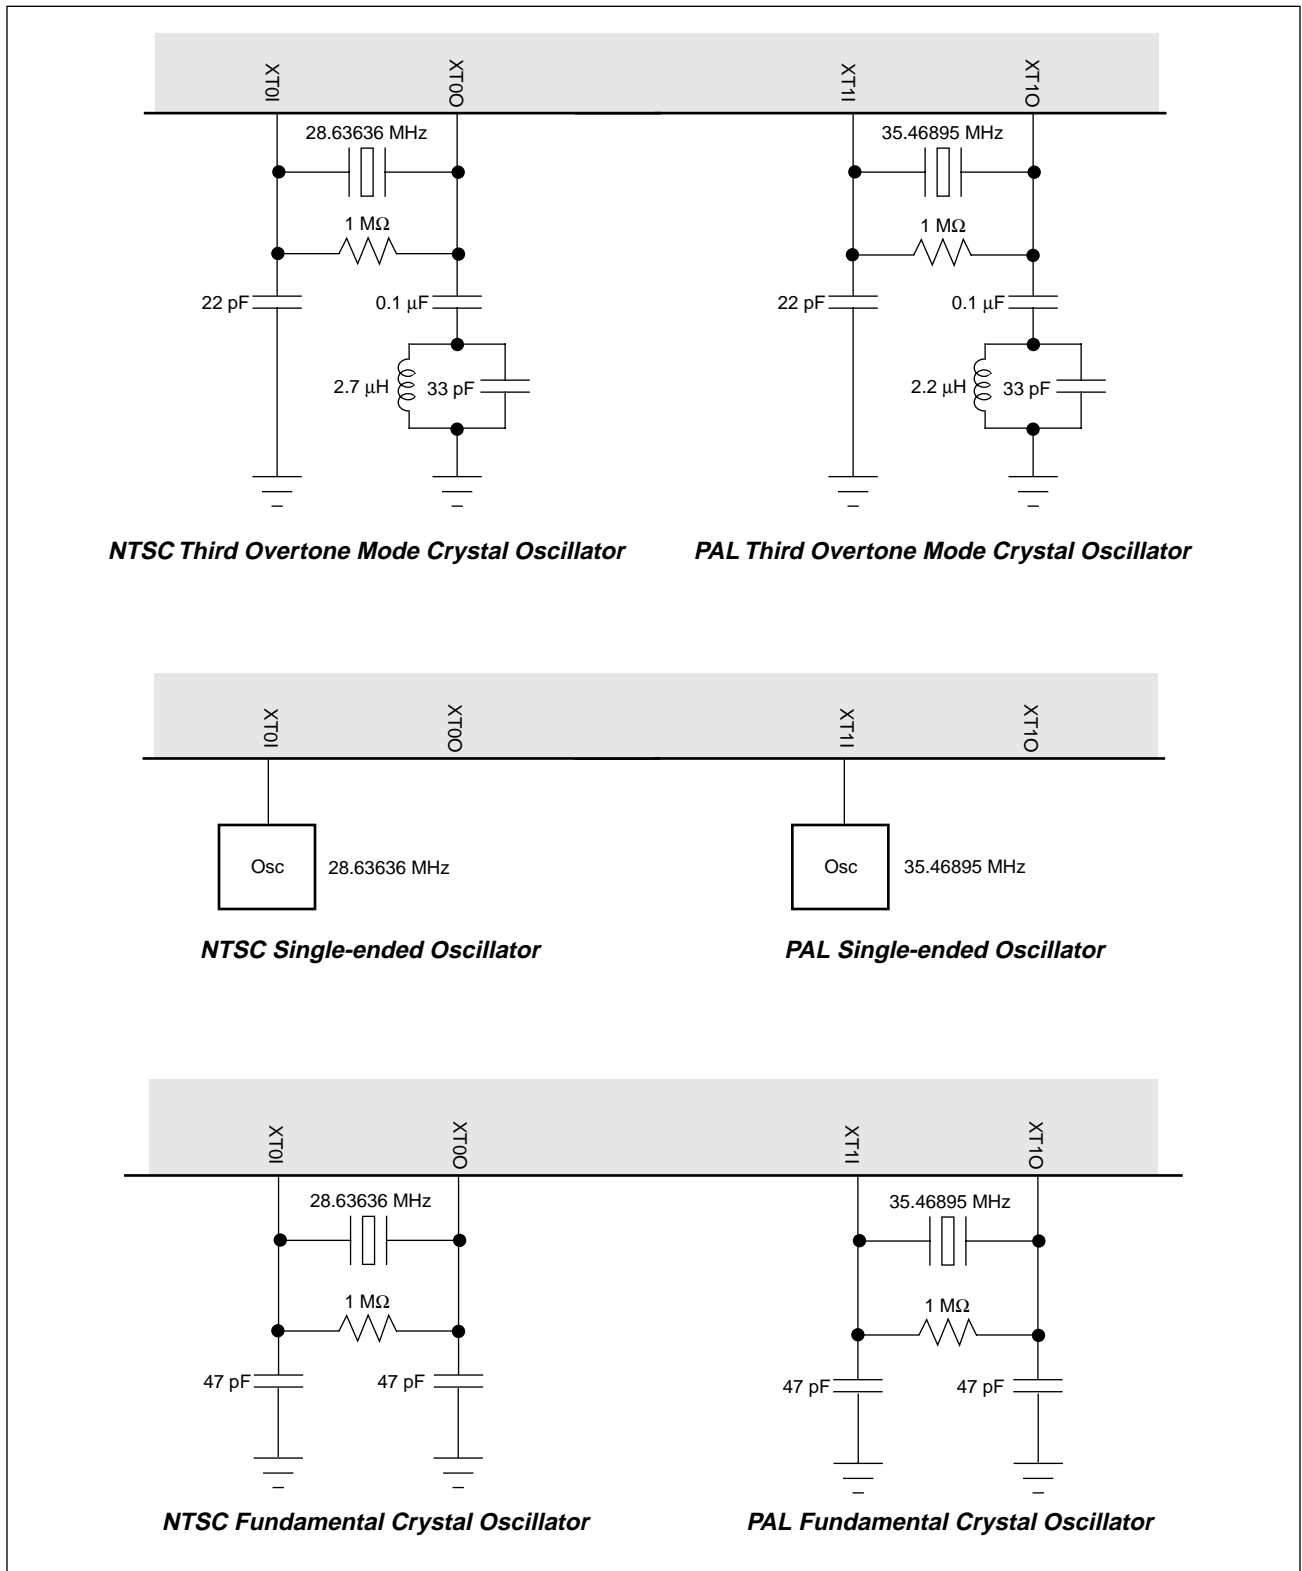 XT0I
XT0O
XT1I
XT1O
28.63636 MHz
35.46895 MHz
1 MΩ
1 MΩ
22 pF
0.1 μF
22 pF
0.1 μF
2.7 μH
33 pF
2.2 μH
33 pF
NTSC Third Overtone Mode Crystal Oscillator
PAL Third Overtone Mode Crystal Oscillator
XT0I
XT0O
XT1I
XT1O
Osc
28.63636 MHz
Osc
35.46895 MHz
NTSC Single-ended Oscillator
PAL Single-ended Oscillator
XT0I
XT0O
XT1I
XT1O
28.63636 MHz
35.46895 MHz
1 MΩ
1 MΩ
47 pF
47 pF
47 pF
47 pF
NTSC Fundamental Crystal Oscillator
PAL Fundamental Crystal Oscillator